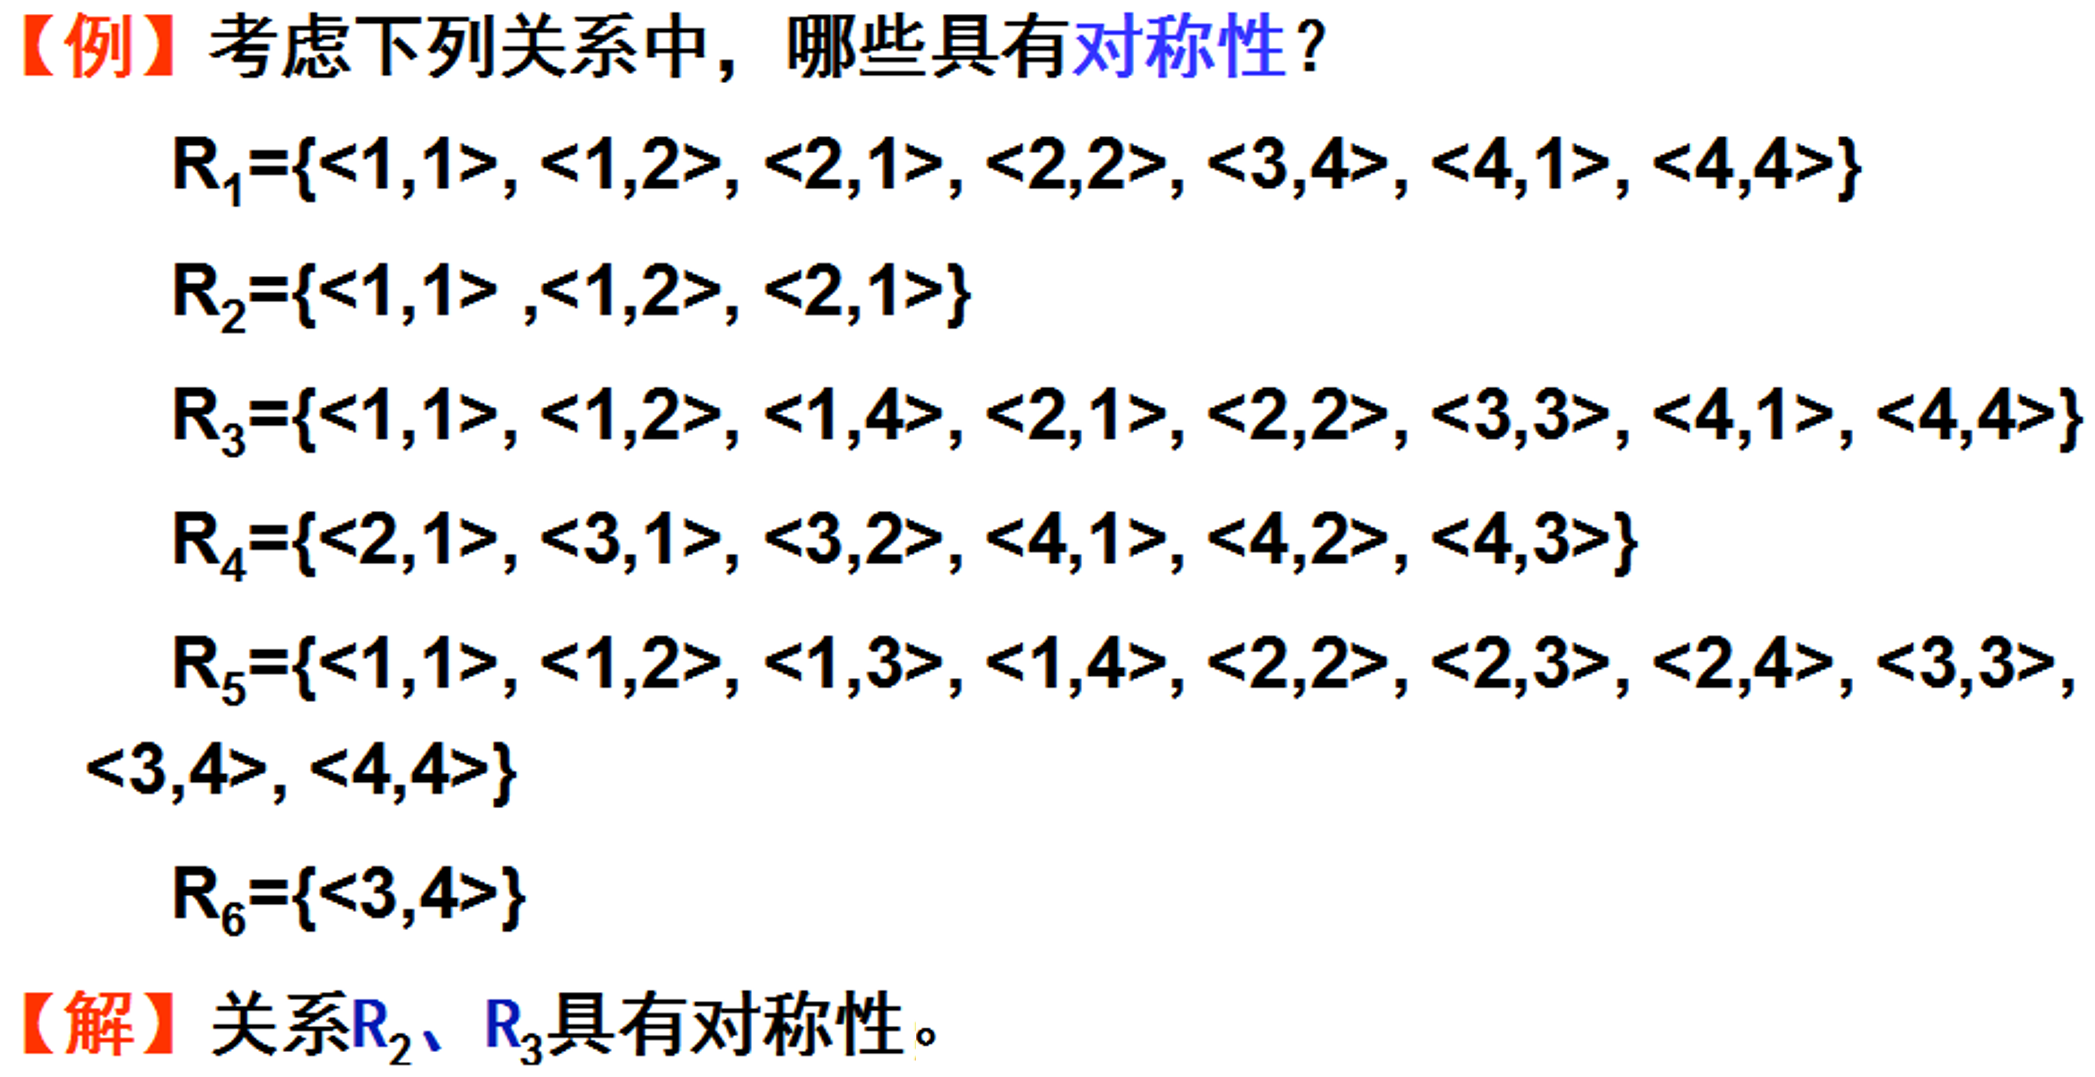 【例】考虑下列关系中，哪些具有对称性？
R₁={<1,1>, <1,2>, <2,1>, <2,2>, <3,4>, <4,1>, <4,4>}
R₂={<1,1> ,<1,2>, <2,1>}
R₃={<1,1>, <1,2>, <1,4>, <2,1>, <2,2>, <3,3>, <4,1>, <4,4>}
R₄={<2,1>, <3,1>, <3,2>, <4,1>, <4,2>, <4,3>}
R₅={<1,1>, <1,2>, <1,3>, <1,4>, <2,2>, <2,3>, <2,4>, <3,3>,
<3,4>, <4,4>}
R₆={<3,4>}
【解】关系R₂、R₃具有对称性。